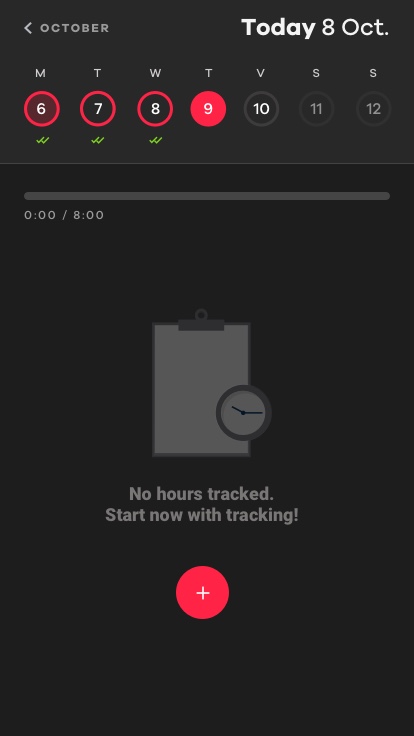 OCTOBER
Today 8 Oct.
M T W T V S S
6 7 8 9 10 11 12
0:00 / 8:00
No hours tracked.
Start now with tracking!